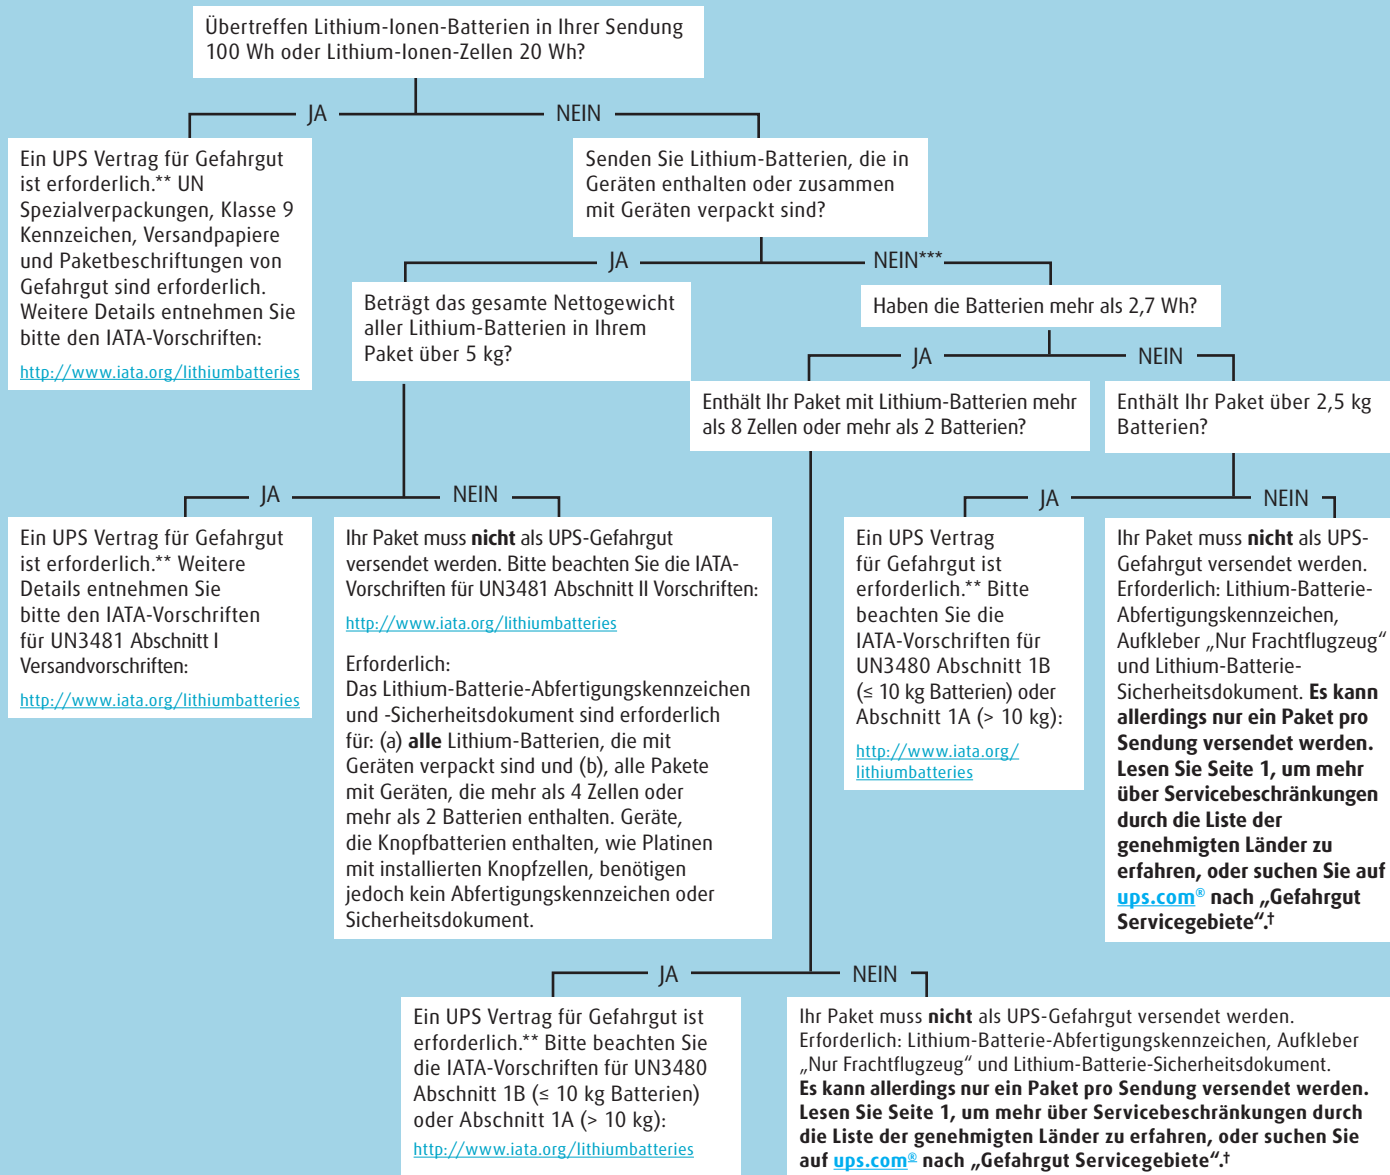 Übertreffen Lithium-Ionen-Batterien in Ihrer Sendung
100 Wh oder Lithium-Ionen-Zellen 20 Wh?
JA
NEIN
Ein UPS Vertrag für Gefahrgut
ist erforderlich.** UN
Spezialverpackungen, Klasse 9
Kennzeichen, Versandpapiere
und Paketbeschriftungen von
Gefahrgut sind erforderlich.
Weitere Details entnehmen Sie
bitte den IATA-Vorschriften:
http://www.iata.org/lithiumbatteries
Senden Sie Lithium-Batterien, die in
Geräten enthalten oder zusammen
mit Geräten verpackt sind?
JA
NEIN***
Beträgt das gesamte Nettogewicht
aller Lithium-Batterien in Ihrem
Paket über 5 kg?
Haben die Batterien mehr als 2,7 Wh?
JA
NEIN
Enthält Ihr Paket mit Lithium-Batterien mehr
als 8 Zellen oder mehr als 2 Batterien?
Enthält Ihr Paket über 2,5 kg
Batterien?
JA
NEIN
JA
NEIN
Ein UPS Vertrag für Gefahrgut
ist erforderlich.** Weitere
Details entnehmen Sie
bitte den IATA-Vorschriften
für UN3481 Abschnitt I
Versandvorschriften:
http://www.iata.org/lithiumbatteries
Ihr Paket muss nicht als UPS-Gefahrgut
versendet werden. Bitte beachten Sie die IATA-
Vorschriften für UN3481 Abschnitt II Vorschriften:
http://www.iata.org/lithiumbatteries
Erforderlich:
Das Lithium-Batterie-Abfertigungskennzeichen
und -Sicherheitsdokument sind erforderlich
für: (a) alle Lithium-Batterien, die mit
Geräten verpackt sind und (b), alle Pakete
mit Geräten, die mehr als 4 Zellen oder
mehr als 2 Batterien enthalten. Geräte,
die Knopfbatterien enthalten, wie Platinen
mit installierten Knopfzellen, benötigen
jedoch kein Abfertigungskennzeichen oder
Sicherheitsdokument.
Ein UPS Vertrag
für Gefahrgut ist
erforderlich.** Bitte
beachten Sie die
IATA-Vorschriften für
UN3480 Abschnitt 1B
(≤ 10 kg Batterien) oder
Abschnitt 1A (> 10 kg):
http://www.iata.org/
lithiumbatteries
Ihr Paket muss nicht als UPS-
Gefahrgut versendet werden.
Erforderlich: Lithium-Batterie-
Abfertigungskennzeichen,
Aufkleber „Nur Frachtflugzeug“
und Lithium-Batterie-
Sicherheitsdokument. Es kann
allerdings nur ein Paket pro
Sendung versendet werden.
Lesen Sie Seite 1, um mehr
über Servicebeschränkungen
durch die Liste der
genehmigten Länder zu
erfahren, oder suchen Sie auf
ups.com® nach „Gefahrgut
Servicegebiete“.†
JA
NEIN
Ein UPS Vertrag für Gefahrgut ist
erforderlich.** Bitte beachten Sie
die IATA-Vorschriften für UN3480
Abschnitt 1B (≤ 10 kg Batterien)
oder Abschnitt 1A (> 10 kg):
http://www.iata.org/lithiumbatteries
Ihr Paket muss nicht als UPS-Gefahrgut versendet werden.
Erforderlich: Lithium-Batterie-Abfertigungskennzeichen, Aufkleber
„Nur Frachtflugzeug“ und Lithium-Batterie-Sicherheitsdokument.
Es kann allerdings nur ein Paket pro Sendung versendet werden.
Lesen Sie Seite 1, um mehr über Servicebeschränkungen durch
die Liste der genehmigten Länder zu erfahren, oder suchen Sie
auf ups.com® nach „Gefahrgut Servicegebiete“.†